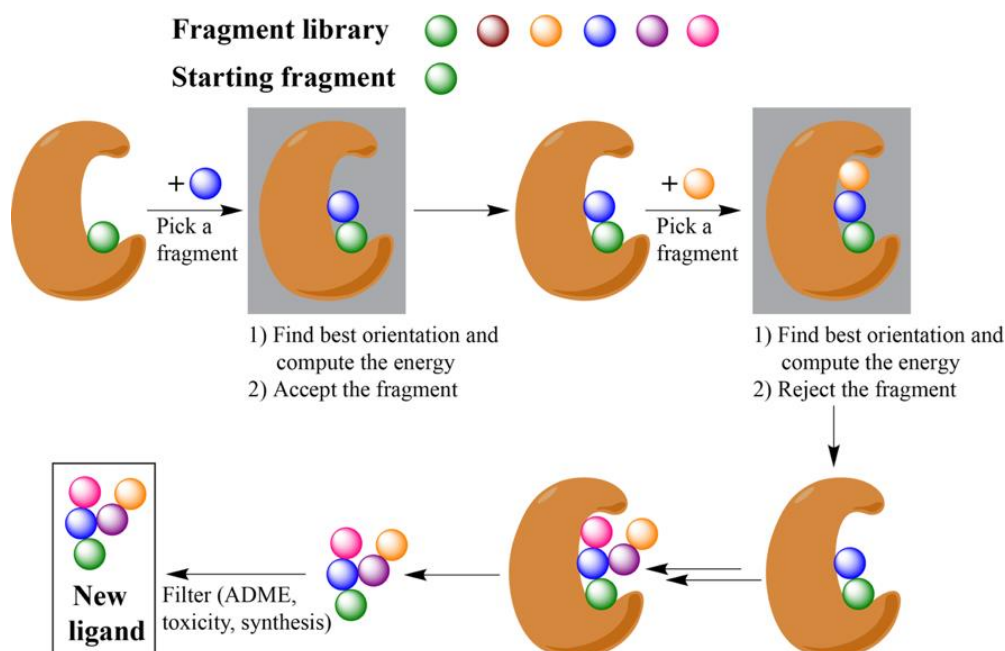 Fragment library
Starting fragment
+
Pick a
fragment
+
Pick a
fragment
1) Find best orientation and
compute the energy
2) Accept the fragment
1) Find best orientation and
compute the energy
2) Reject the fragment
New
ligand
Filter (ADME,
toxicity, synthesis)